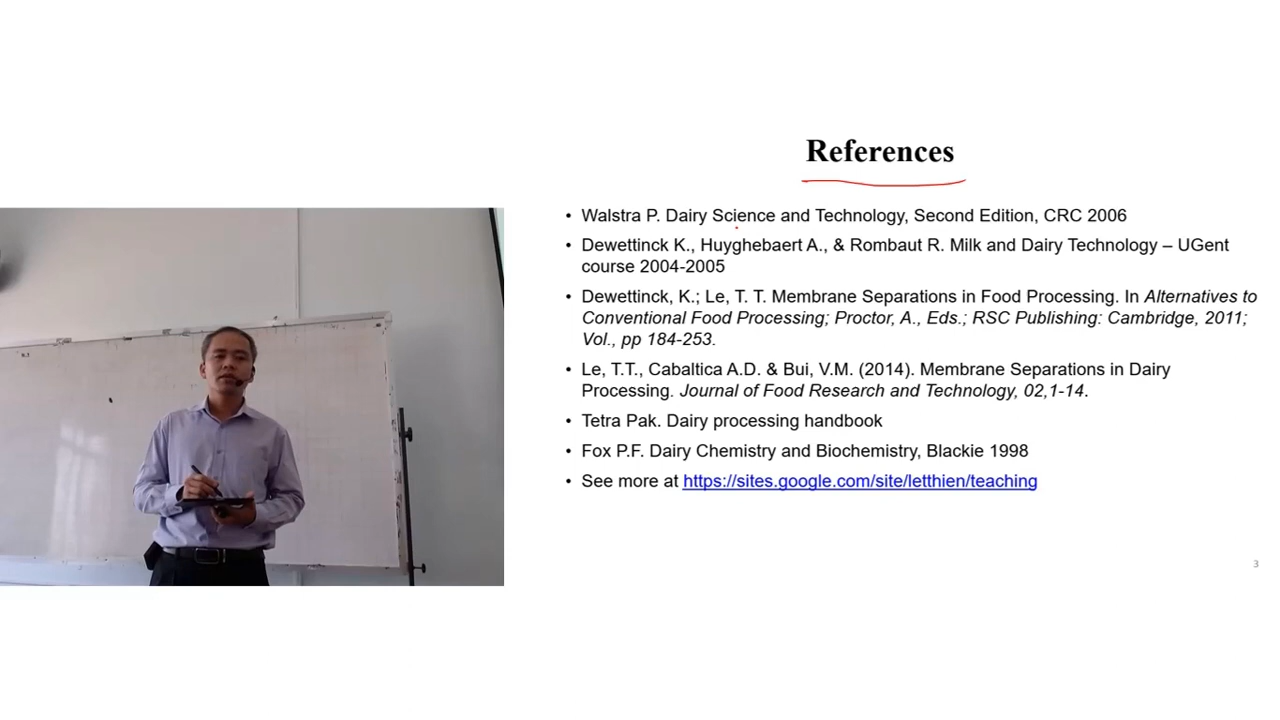 References
• Walstra P. Dairy Science and Technology, Second Edition, CRC 2006
• Dewettinck K., Huyghebaert A., & Rombaut R. Milk and Dairy Technology – UGent
course 2004-2005
• Dewettinck, K.; Le, T. T. Membrane Separations in Food Processing. In Alternatives to
Conventional Food Processing; Proctor, A., Eds.; RSC Publishing: Cambridge, 2011;
Vol., pp 184-253.
• Le, T.T., Cabaltica A.D. & Bui, V.M. (2014). Membrane Separations in Dairy
Processing. Journal of Food Research and Technology, 02,1-14.
• Tetra Pak. Dairy processing handbook
• Fox P.F. Dairy Chemistry and Biochemistry, Blackie 1998
• See more at https://sites.google.com/site/letthien/teaching
3